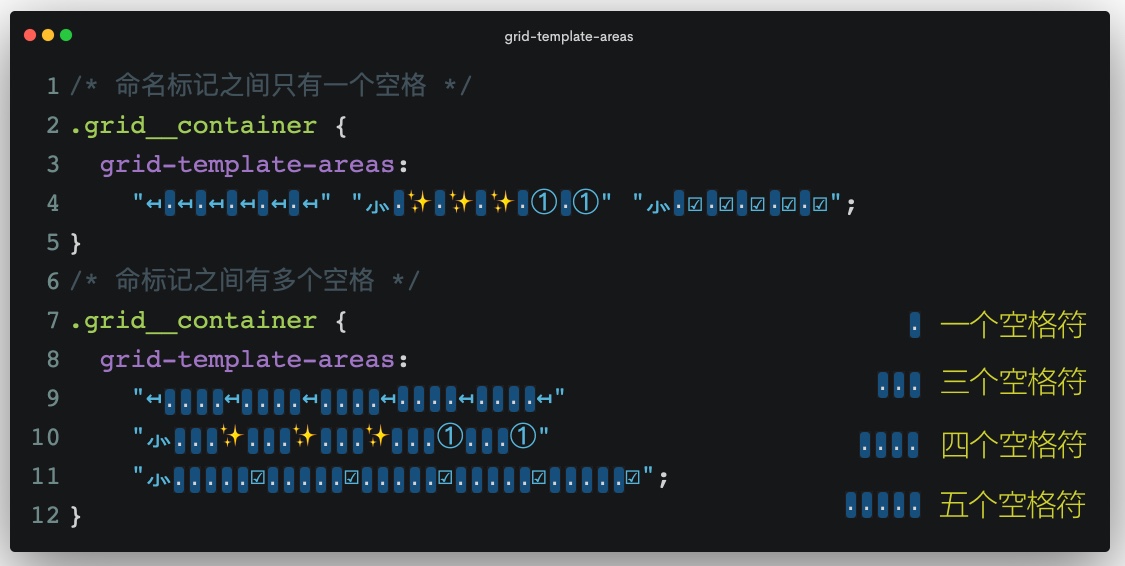 grid-template-areas
1 /* 命名标记之间只有一个空格 */
2 .grid__container {
3 grid-template-areas:
4 "↤.↤.↤.↤.↤.↤" ".✨.✨.✨.①.①" ".☑.☑.☑.☑.☑";
5 }
6 /* 命标记之间有多个空格 */
7 .grid__container {
8 grid-template-areas:
9 "↤....↤....↤....↤....↤....↤"
10 "...✨...✨...✨...①...①"
11 ".....☑.....☑.....☑.....☑.....☑";
12 }
. 一个空格符
... 三个空格符
.... 四个空格符
..... 五个空格符